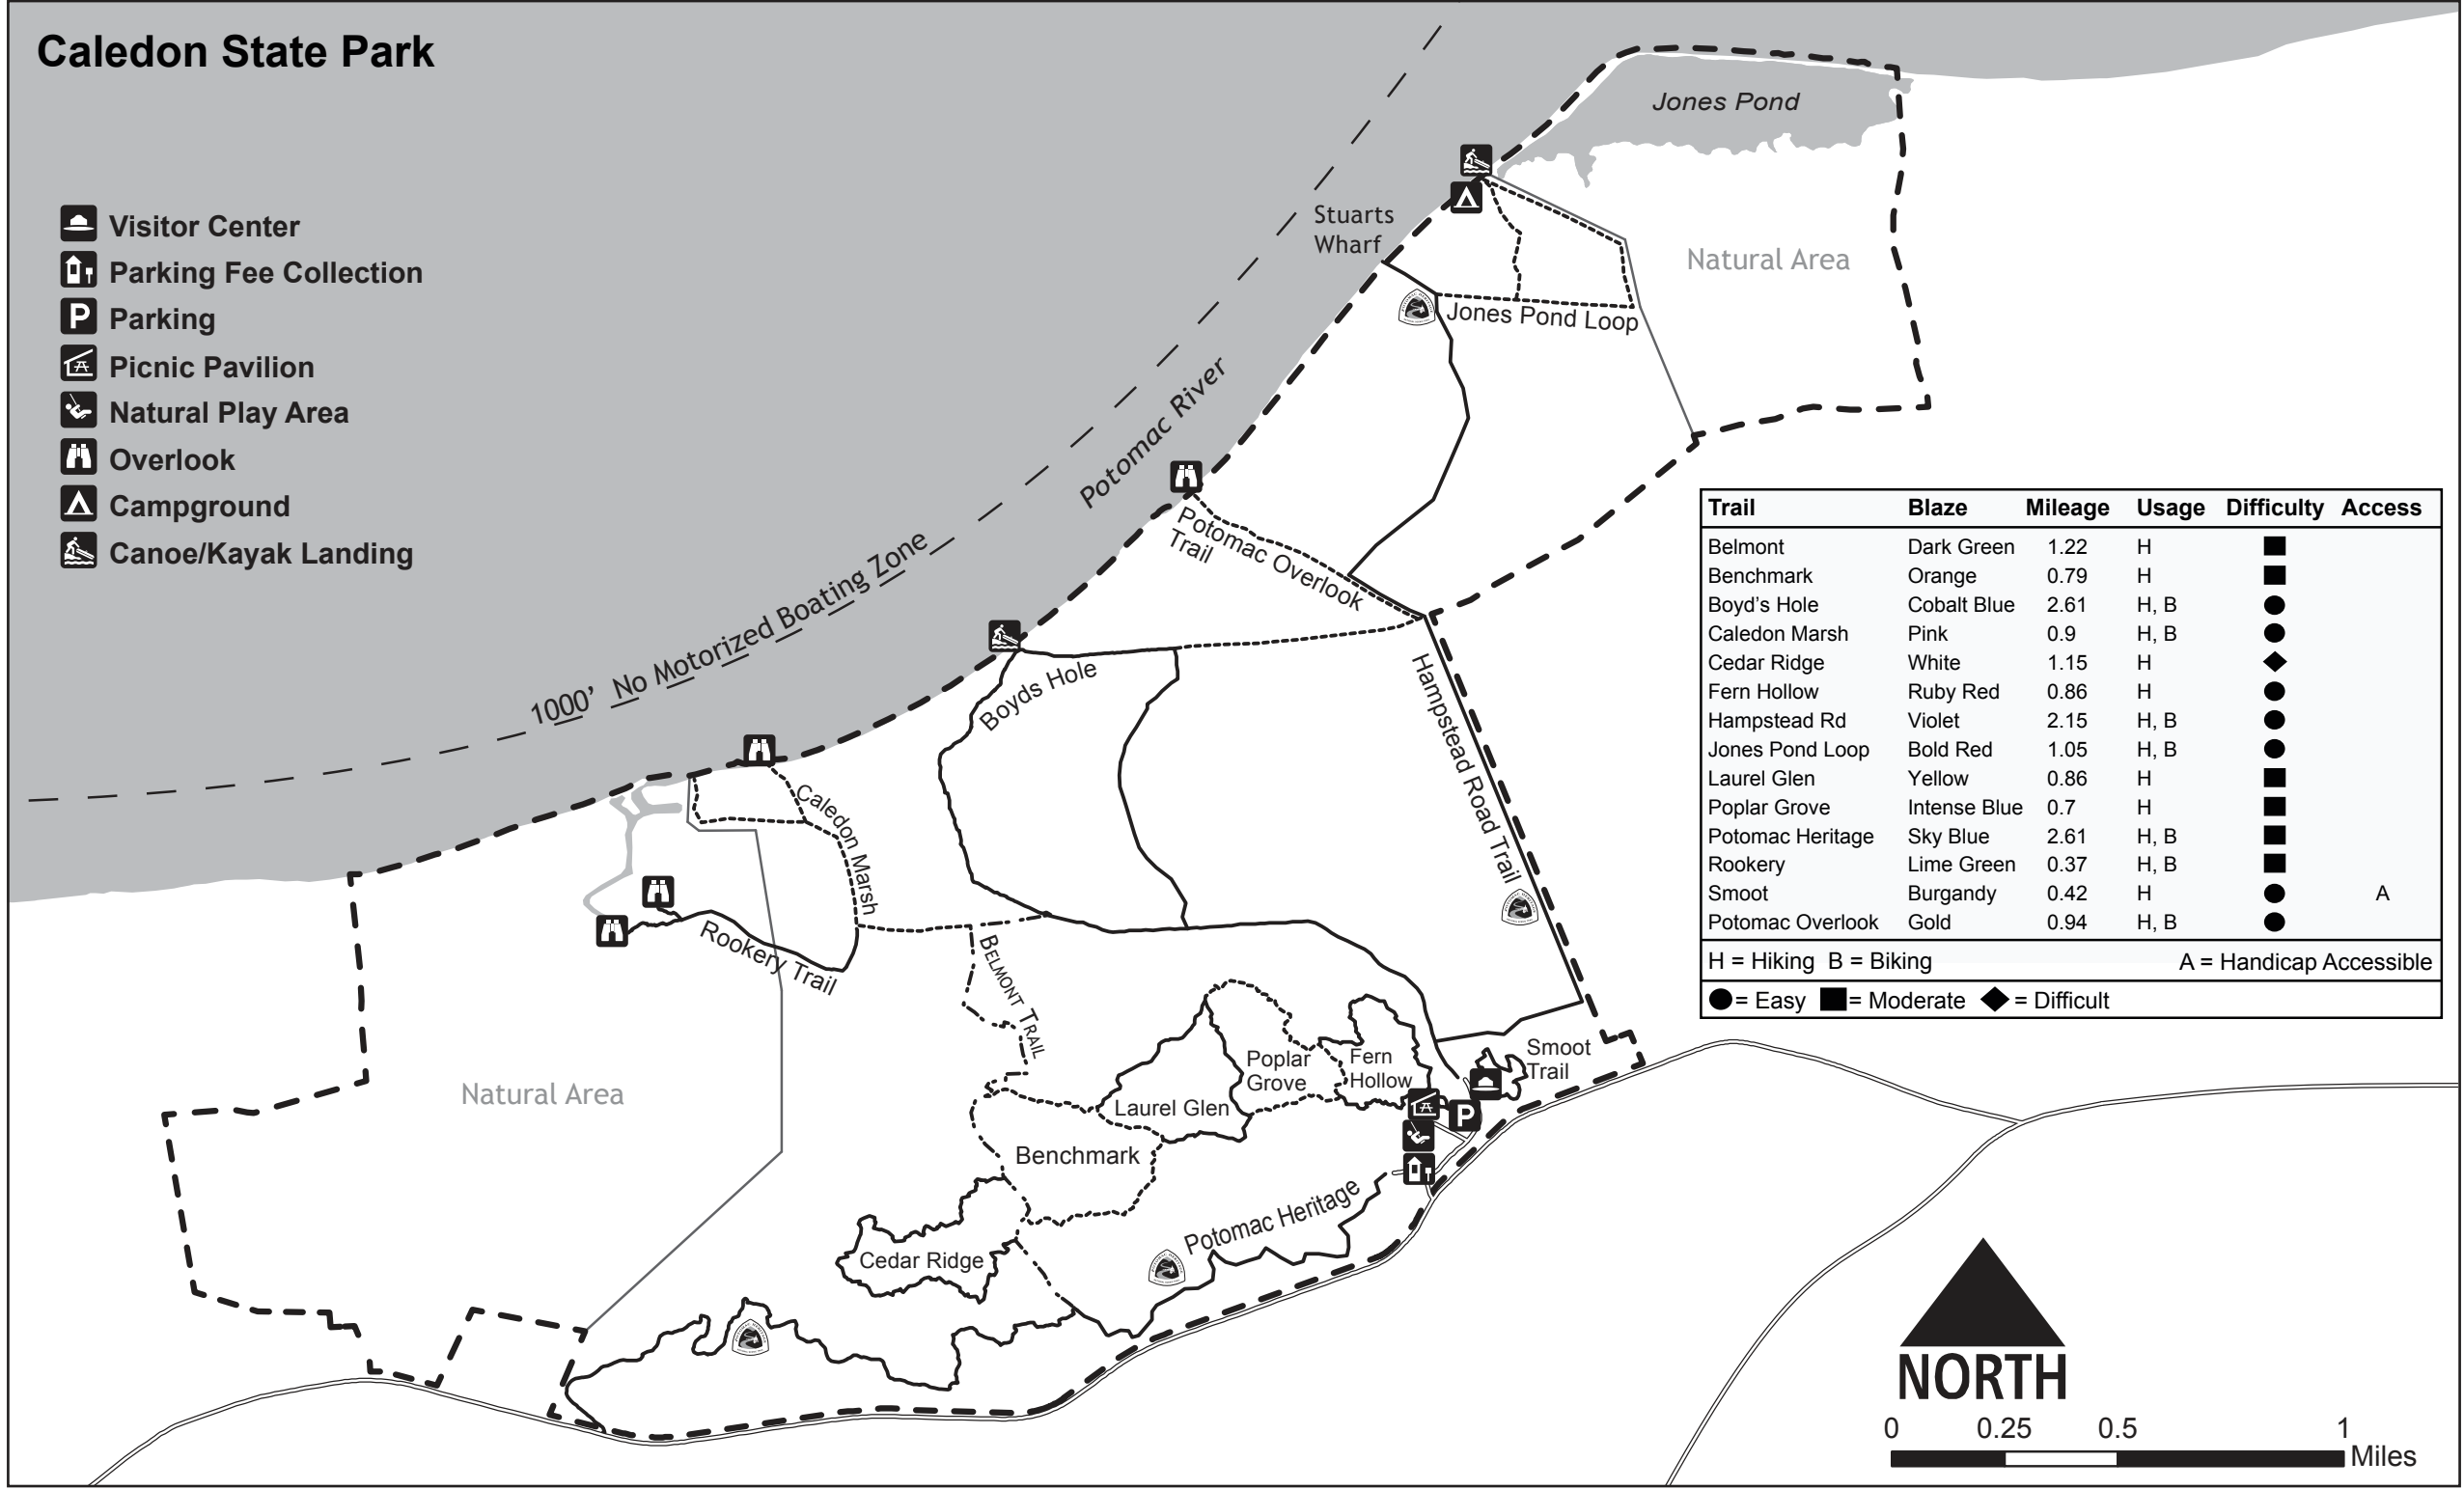 Caledon State Park
Visitor Center
Parking Fee Collection
P Parking
Picnic Pavilion
Natural Play Area
Overlook
Campground
Canoe/Kayak Landing
Jones Pond
Stuarts
Wharf
Natural Area
Jones Pond Loop
Potomac River
Potomac Overlook
Trail
1000' No Motorized Boating Zone
Boyds Hole
Hampstead Road Trail
Caledon Marsh
Rookery Trail
BELMONT TRAIL
Natural Area
Poplar
Grove
Fern
Hollow
Smoot
Trail
Laurel Glen
P
Benchmark
Potomac Heritage
Cedar Ridge
Trail Blaze Mileage Usage Difficulty Access
Belmont Dark Green 1.22 H
Benchmark Orange 0.79 H
Boyd's Hole Cobalt Blue 2.61 H, B
Caledon Marsh Pink 0.9 H, B
Cedar Ridge White 1.15 H
Fern Hollow Ruby Red 0.86 H
Hampstead Rd Violet 2.15 H, B
Jones Pond Loop Bold Red 1.05 H, B
Laurel Glen Yellow 0.86 H
Poplar Grove Intense Blue 0.7 H
Potomac Heritage Sky Blue 2.61 H, B
Rookery Lime Green 0.37 H, B
Smoot Burgandy 0.42 H A
Potomac Overlook Gold 0.94 H, B
H = Hiking B = Biking A = Handicap Accessible
= Easy = Moderate = Difficult
NORTH
0 0.25 0.5 1
Miles